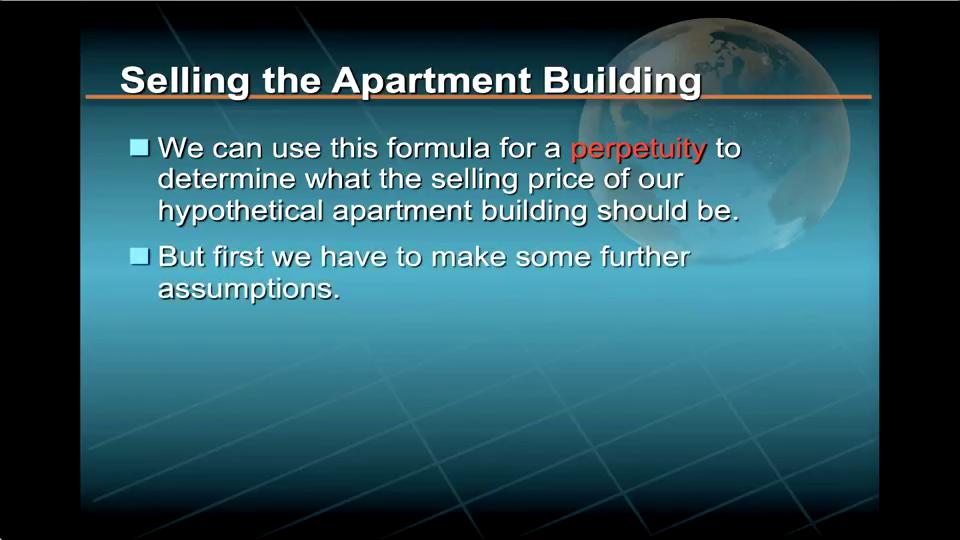 Selling the Apartment Building
We can use this formula for a perpetuity to
determine what the selling price of our
hypothetical apartment building should be.
But first we have to make some further
assumptions.